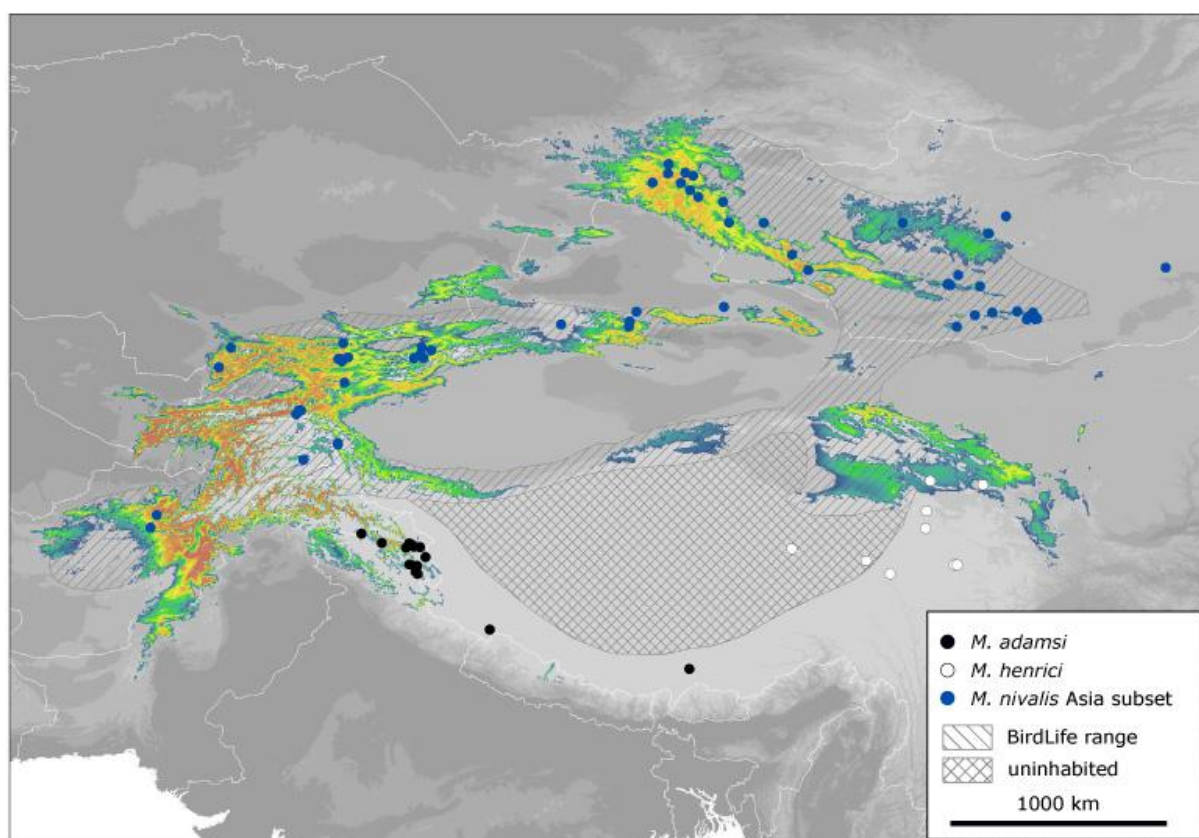 M. adamsi
M. henrici
M. nivalis Asia subset
BirdLife range
uninhabited
1000 km